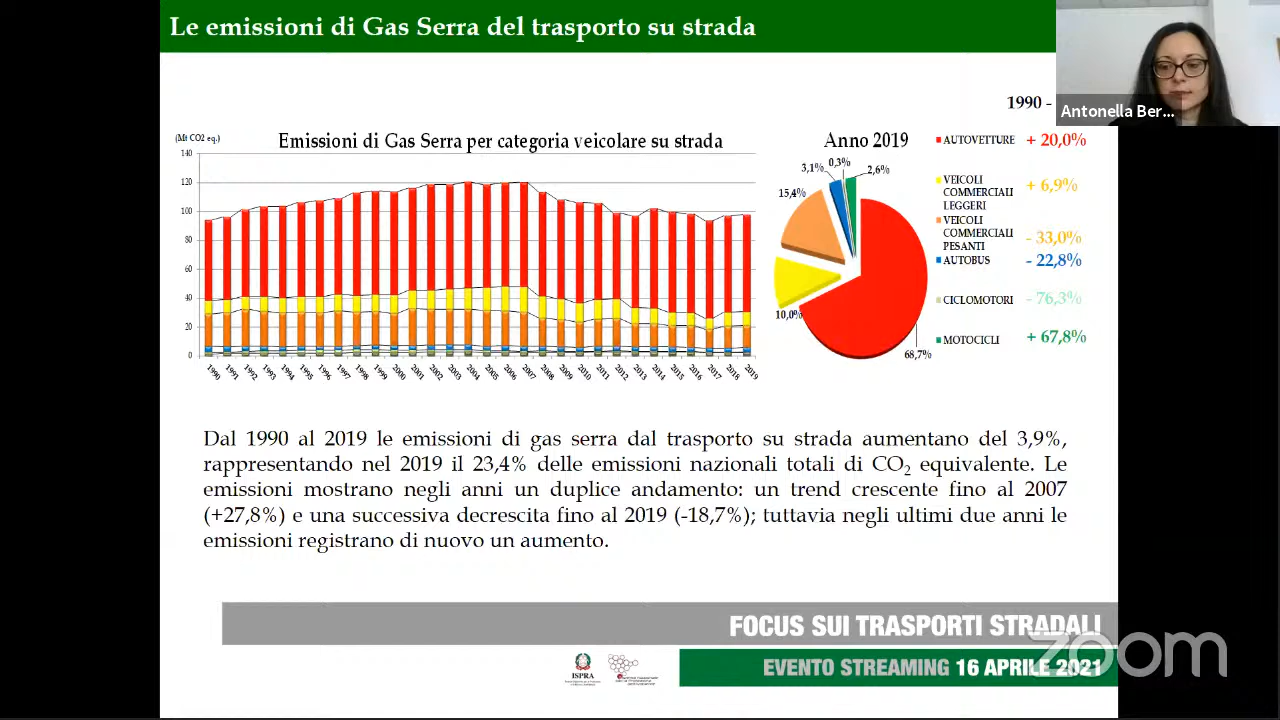 Le emissioni di Gas Serra del trasporto su strada
Antonella Ber...
1990 -
(Mt CO2 eq.)
Emissioni di Gas Serra per categoria veicolare su strada
140
120
100
80
60
40
20
0
1990 1991 1992 1993 1994 1995 1996 1997 1998 1999 2000 2001 2002 2003 2004 2005 2006 2007 2008 2009 2010 2011 2012 2013 2014 2015 2016 2017 2018 2019
Anno 2019
3,1%
0,3%
2,6%
15,4%
10,0%
68,7%
AUTOVETTURE + 20,0%
VEICOLI
COMMERCIALI + 6,9%
LEGGERI
VEICOLI
COMMERCIALI
PESANTI - 33,0%
AUTOBUS - 22,8%
CICLOMOTORI - 76,3%
MOTOCICLI + 67,8%
Dal 1990 al 2019 le emissioni di gas serra dal trasporto su strada aumentano del 3,9%,
rappresentando nel 2019 il 23,4% delle emissioni nazionali totali di CO₂ equivalente. Le
emissioni mostrano negli anni un duplice andamento: un trend crescente fino al 2007
(+27,8%) e una successiva decrescita fino al 2019 (-18,7%); tuttavia negli ultimi due anni le
emissioni registrano di nuovo un aumento.
FOCUS SUI TRASPORTI STRADALI
zoom
ISPRA
EVENTO STREAMING 16 APRILE 2021